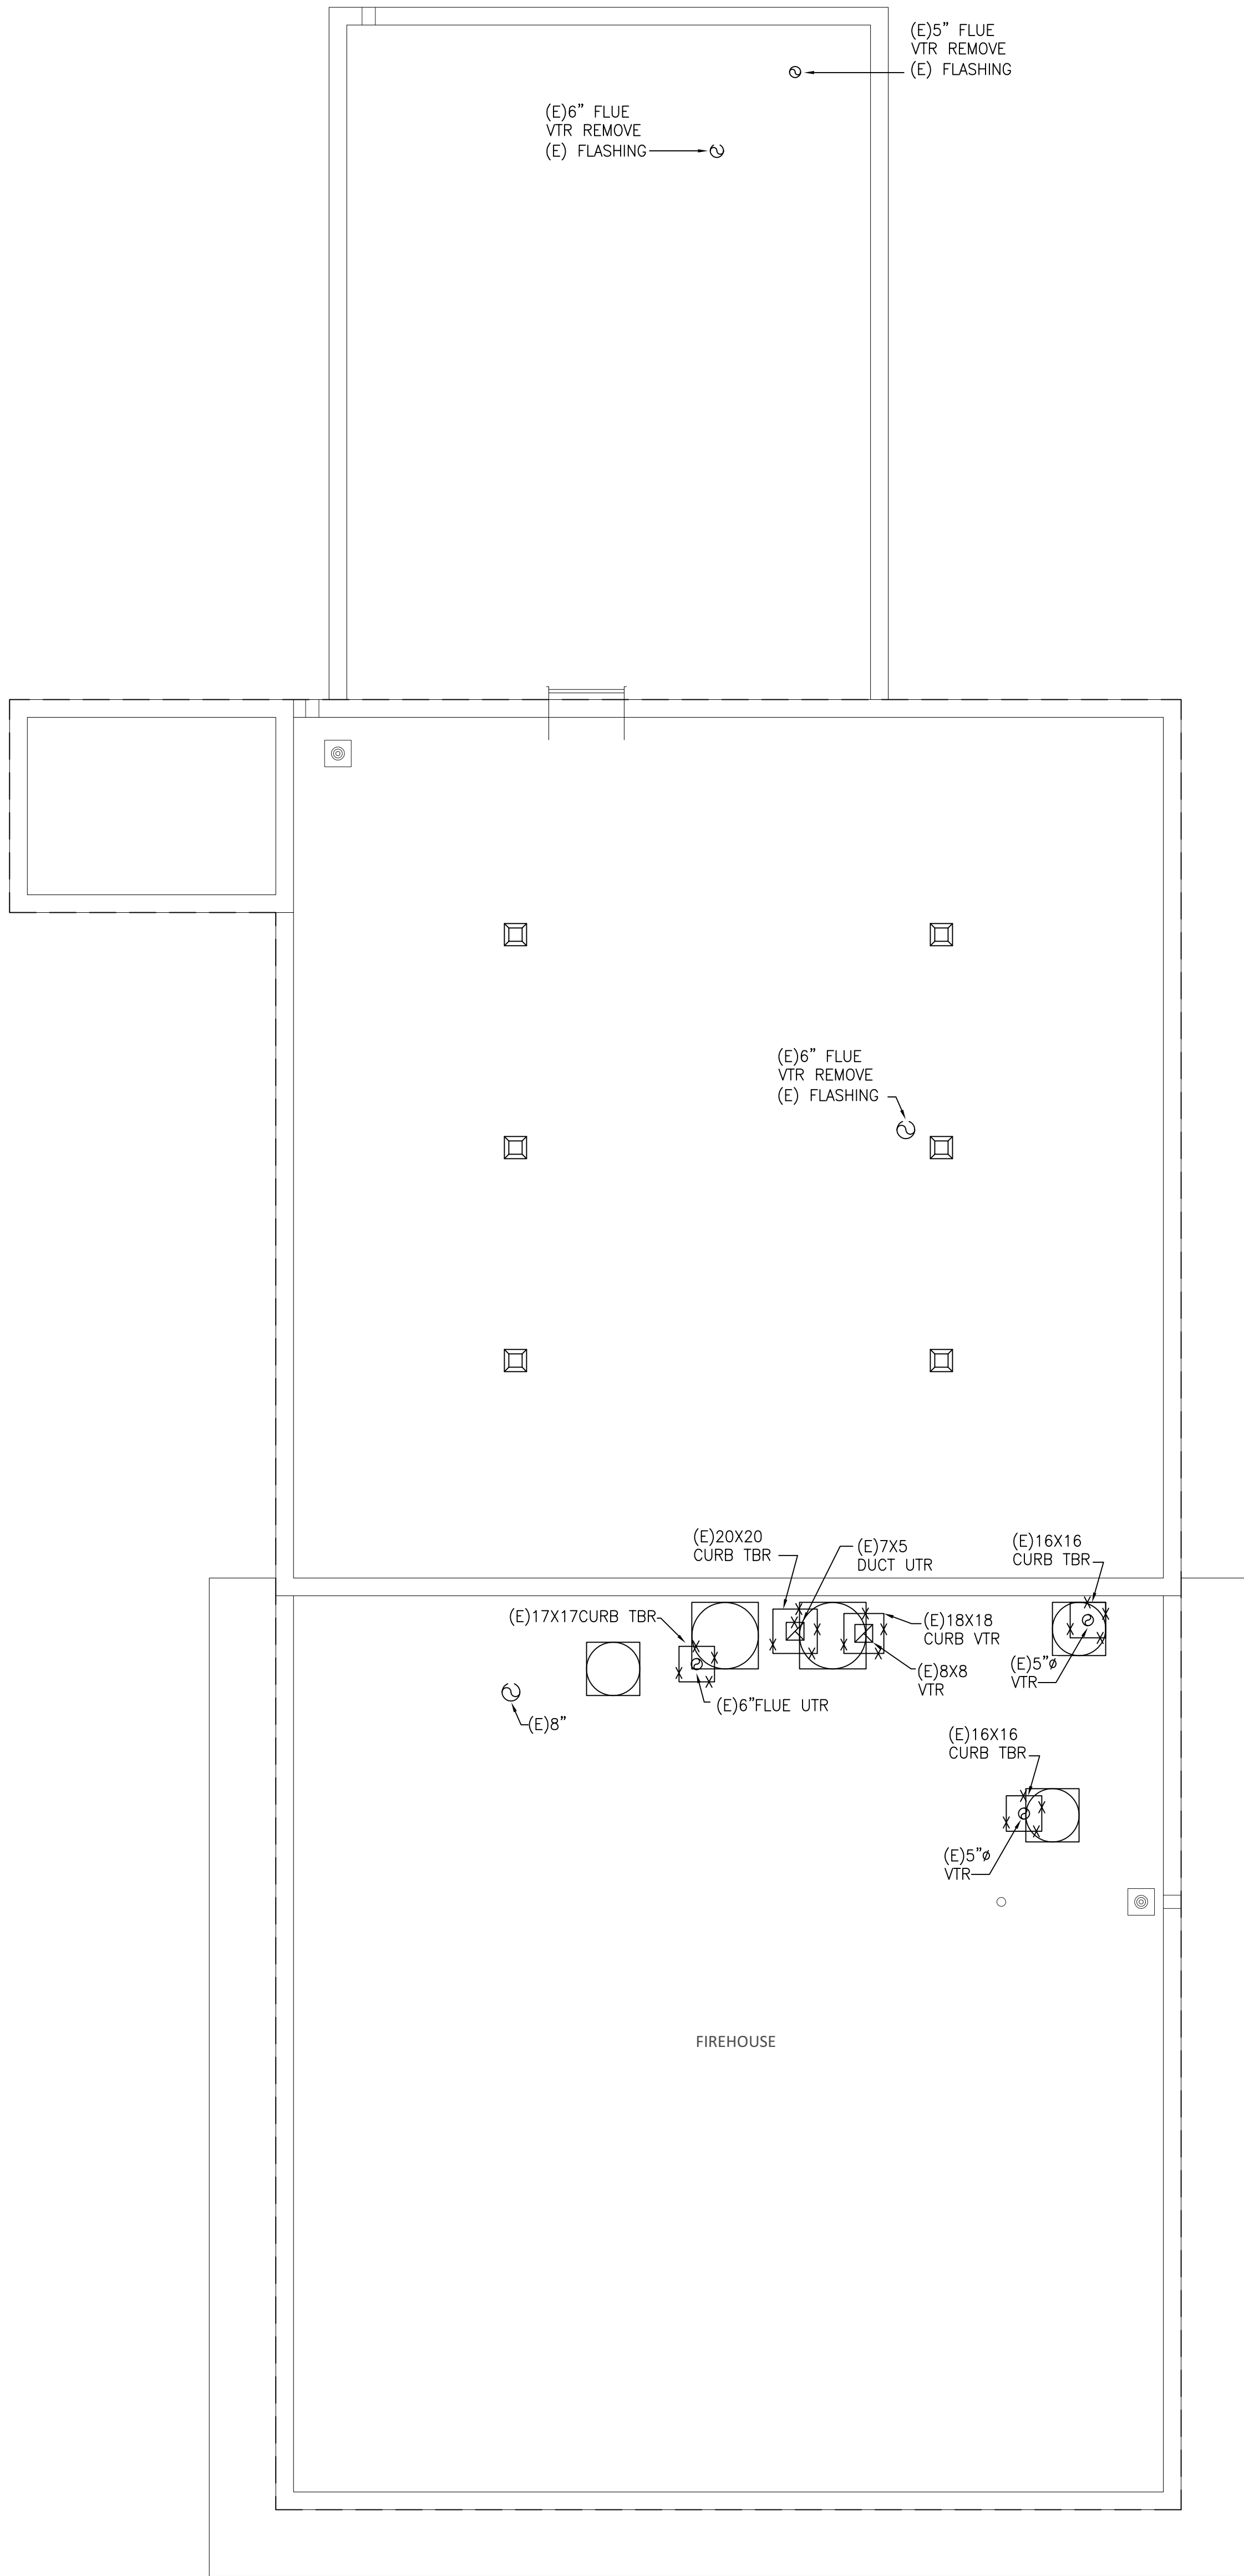 (E)5” FLUE
VTR REMOVE
(E) FLASHING
(E)6” FLUE
VTR REMOVE
(E) FLASHING
(E)6” FLUE
VTR REMOVE
(E) FLASHING
(E)20X20
CURB TBR
(E)7X5
DUCT UTR
(E)16X16
CURB TBR
(E)17X17CURB TBR
(E)18X18
CURB VTR
(E)5”ø
VTR
(E)8X8
VTR
(E)6”FLUE UTR
(E)8”
(E)16X16
CURB TBR
(E)5”ø
VTR
FIREHOUSE